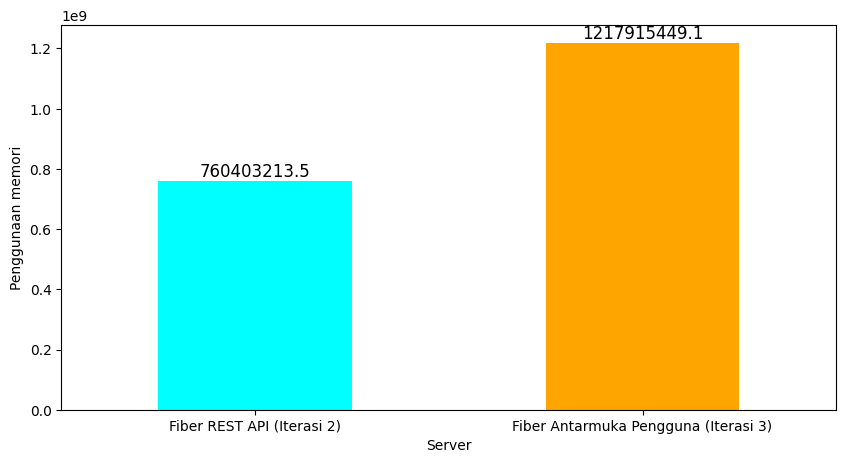 1e9
1217915449.1
1.2
1.0
760403213.5
0.8
Penggunaan memori
0.6
0.4
0.2
0.0
Fiber REST API (Iterasi 2)
Fiber Antarmuka Pengguna (Iterasi 3)
Server